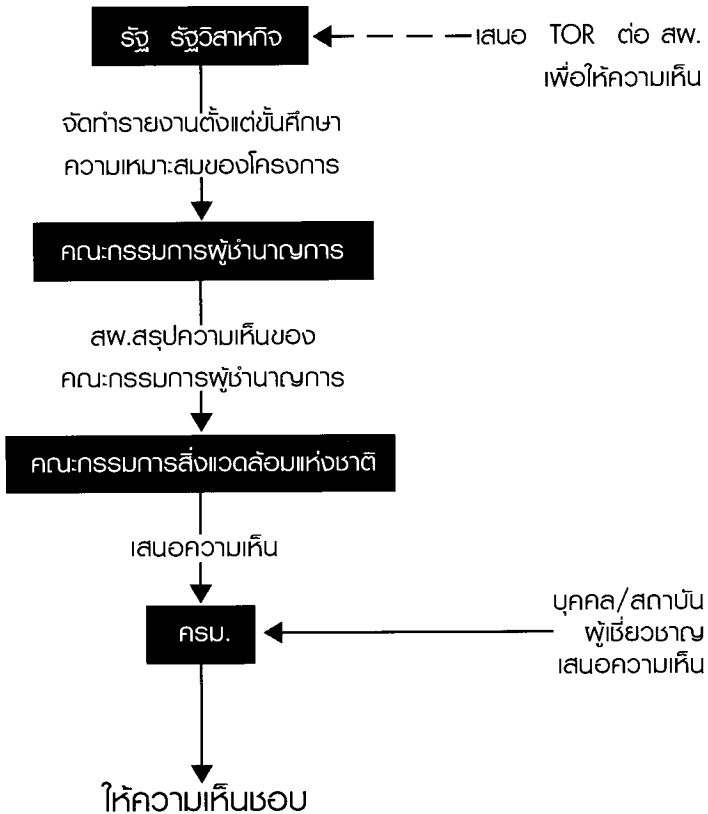 รัฐ รัฐวิสาหกิจ
เสนอ TOR ต่อ สผ.
เพื่อให้ความเห็น
จัดทำรายงานตั้งแต่ขั้นศึกษา
ความเหมาะสมของโครงการ
คณะกรรมการผู้ชำนาญการ
สผ.สรุปความเห็นของ
คณะกรรมการผู้ชำนาญการ
คณะกรรมการสิ่งแวดล้อมแห่งชาติ
เสนอความเห็น
ครม.
บุคคล/สถาบัน
ผู้เชี่ยวชาญ
เสนอความเห็น
ให้ความเห็นชอบ